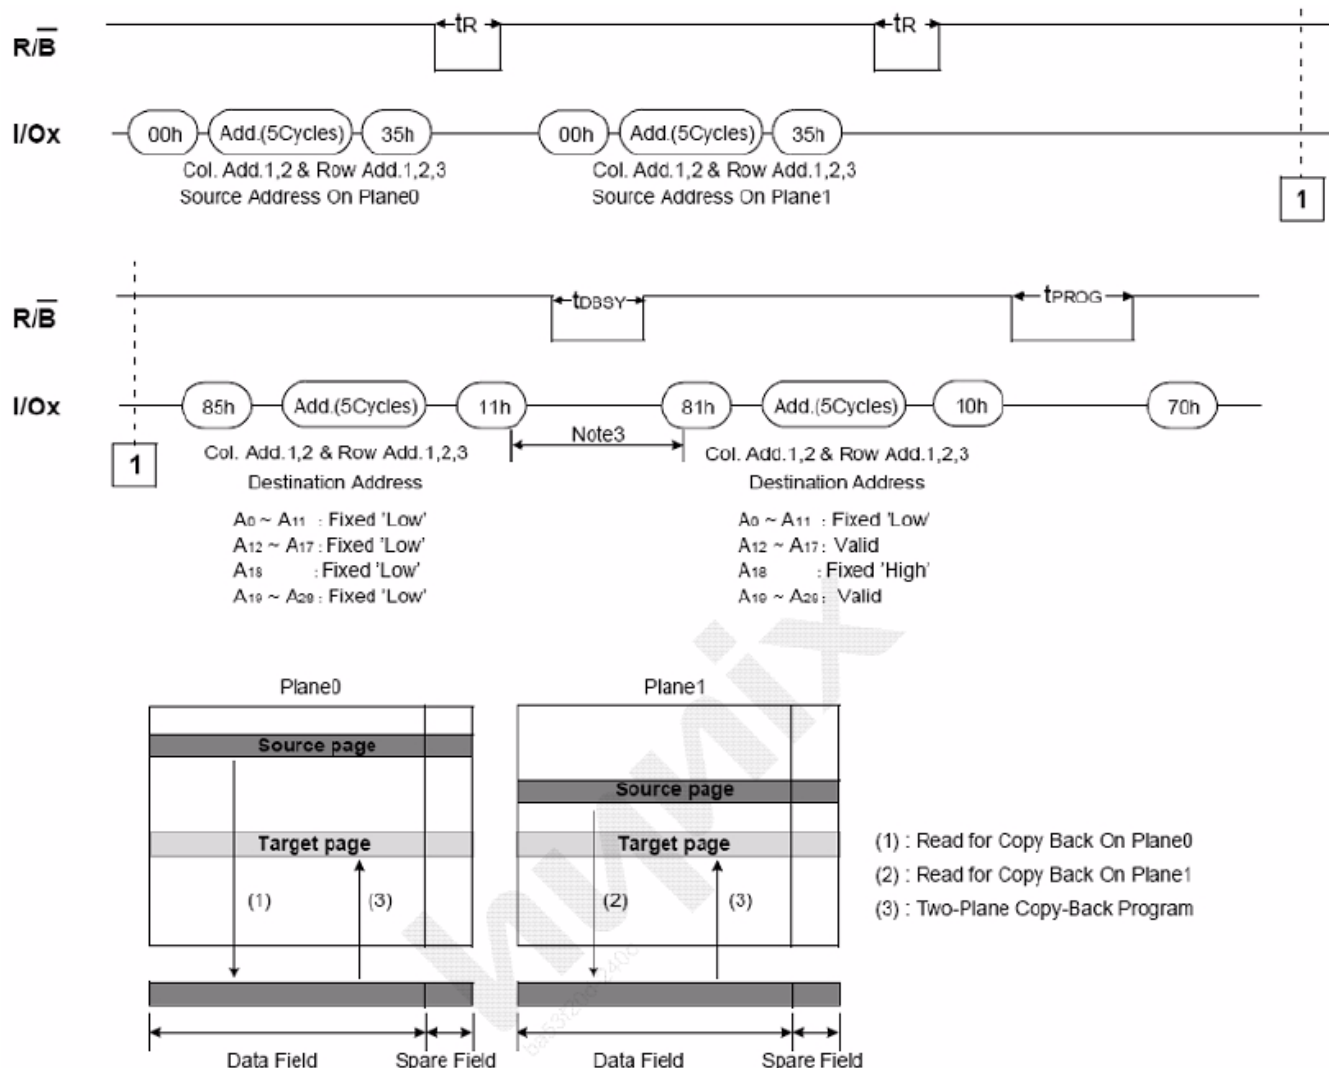 tR tR
R/B
I/Ox 00h Add.(5Cycles) 35h 00h Add.(5Cycles) 35h
Col. Add.1,2 & Row Add.1,2,3 Col. Add.1,2 & Row Add.1,2,3
Source Address On Plane0 Source Address On Plane1
1
tDBSY tPROG
R/B
I/Ox 85h Add.(5Cycles) 11h 81h Add.(5Cycles) 10h 70h
Note3
1
Col. Add.1,2 & Row Add.1,2,3 Col. Add.1,2 & Row Add.1,2,3
Destination Address Destination Address
A0 ~ A11 : Fixed 'Low' A0 ~ A11 : Fixed 'Low'
A12 ~ A17 : Fixed 'Low' A12 ~ A17 : Valid
A18 : Fixed 'Low' A18 : Fixed 'High'
A19 ~ A29 : Fixed 'Low' A19 ~ A29 : Valid
Plane0 Plane1
Source page
Source page
Target page Target page
(1) : Read for Copy Back On Plane0
(2) : Read for Copy Back On Plane1
(3) : Two-Plane Copy-Back Program
(1) (3) (2) (3)
hynix
Data Field Spare Field Data Field Spare Field